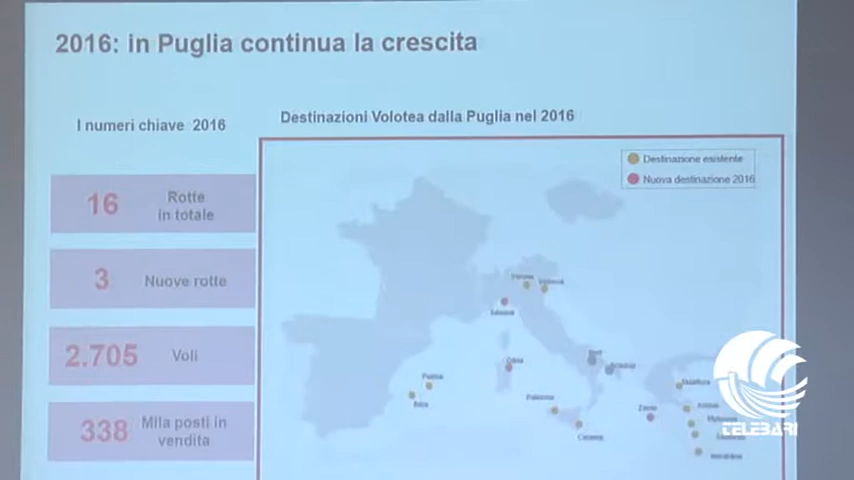 2016: in Puglia continua la crescita
I numeri chiave 2016
Destinazioni Volotea dalla Puglia nel 2016
Destinazione esistente
Nuova destinazione 2016
16
Rotte
in totale
3
Nuove rotte
2.705
Voli
338
Mila posti in
vendita
Verona
Venezia
Genova
Olbia
Bari
Brindisi
Palma
Ibiza
Palermo
Catania
Zante
Atene
Mykonos
Santorini
TELEBARI